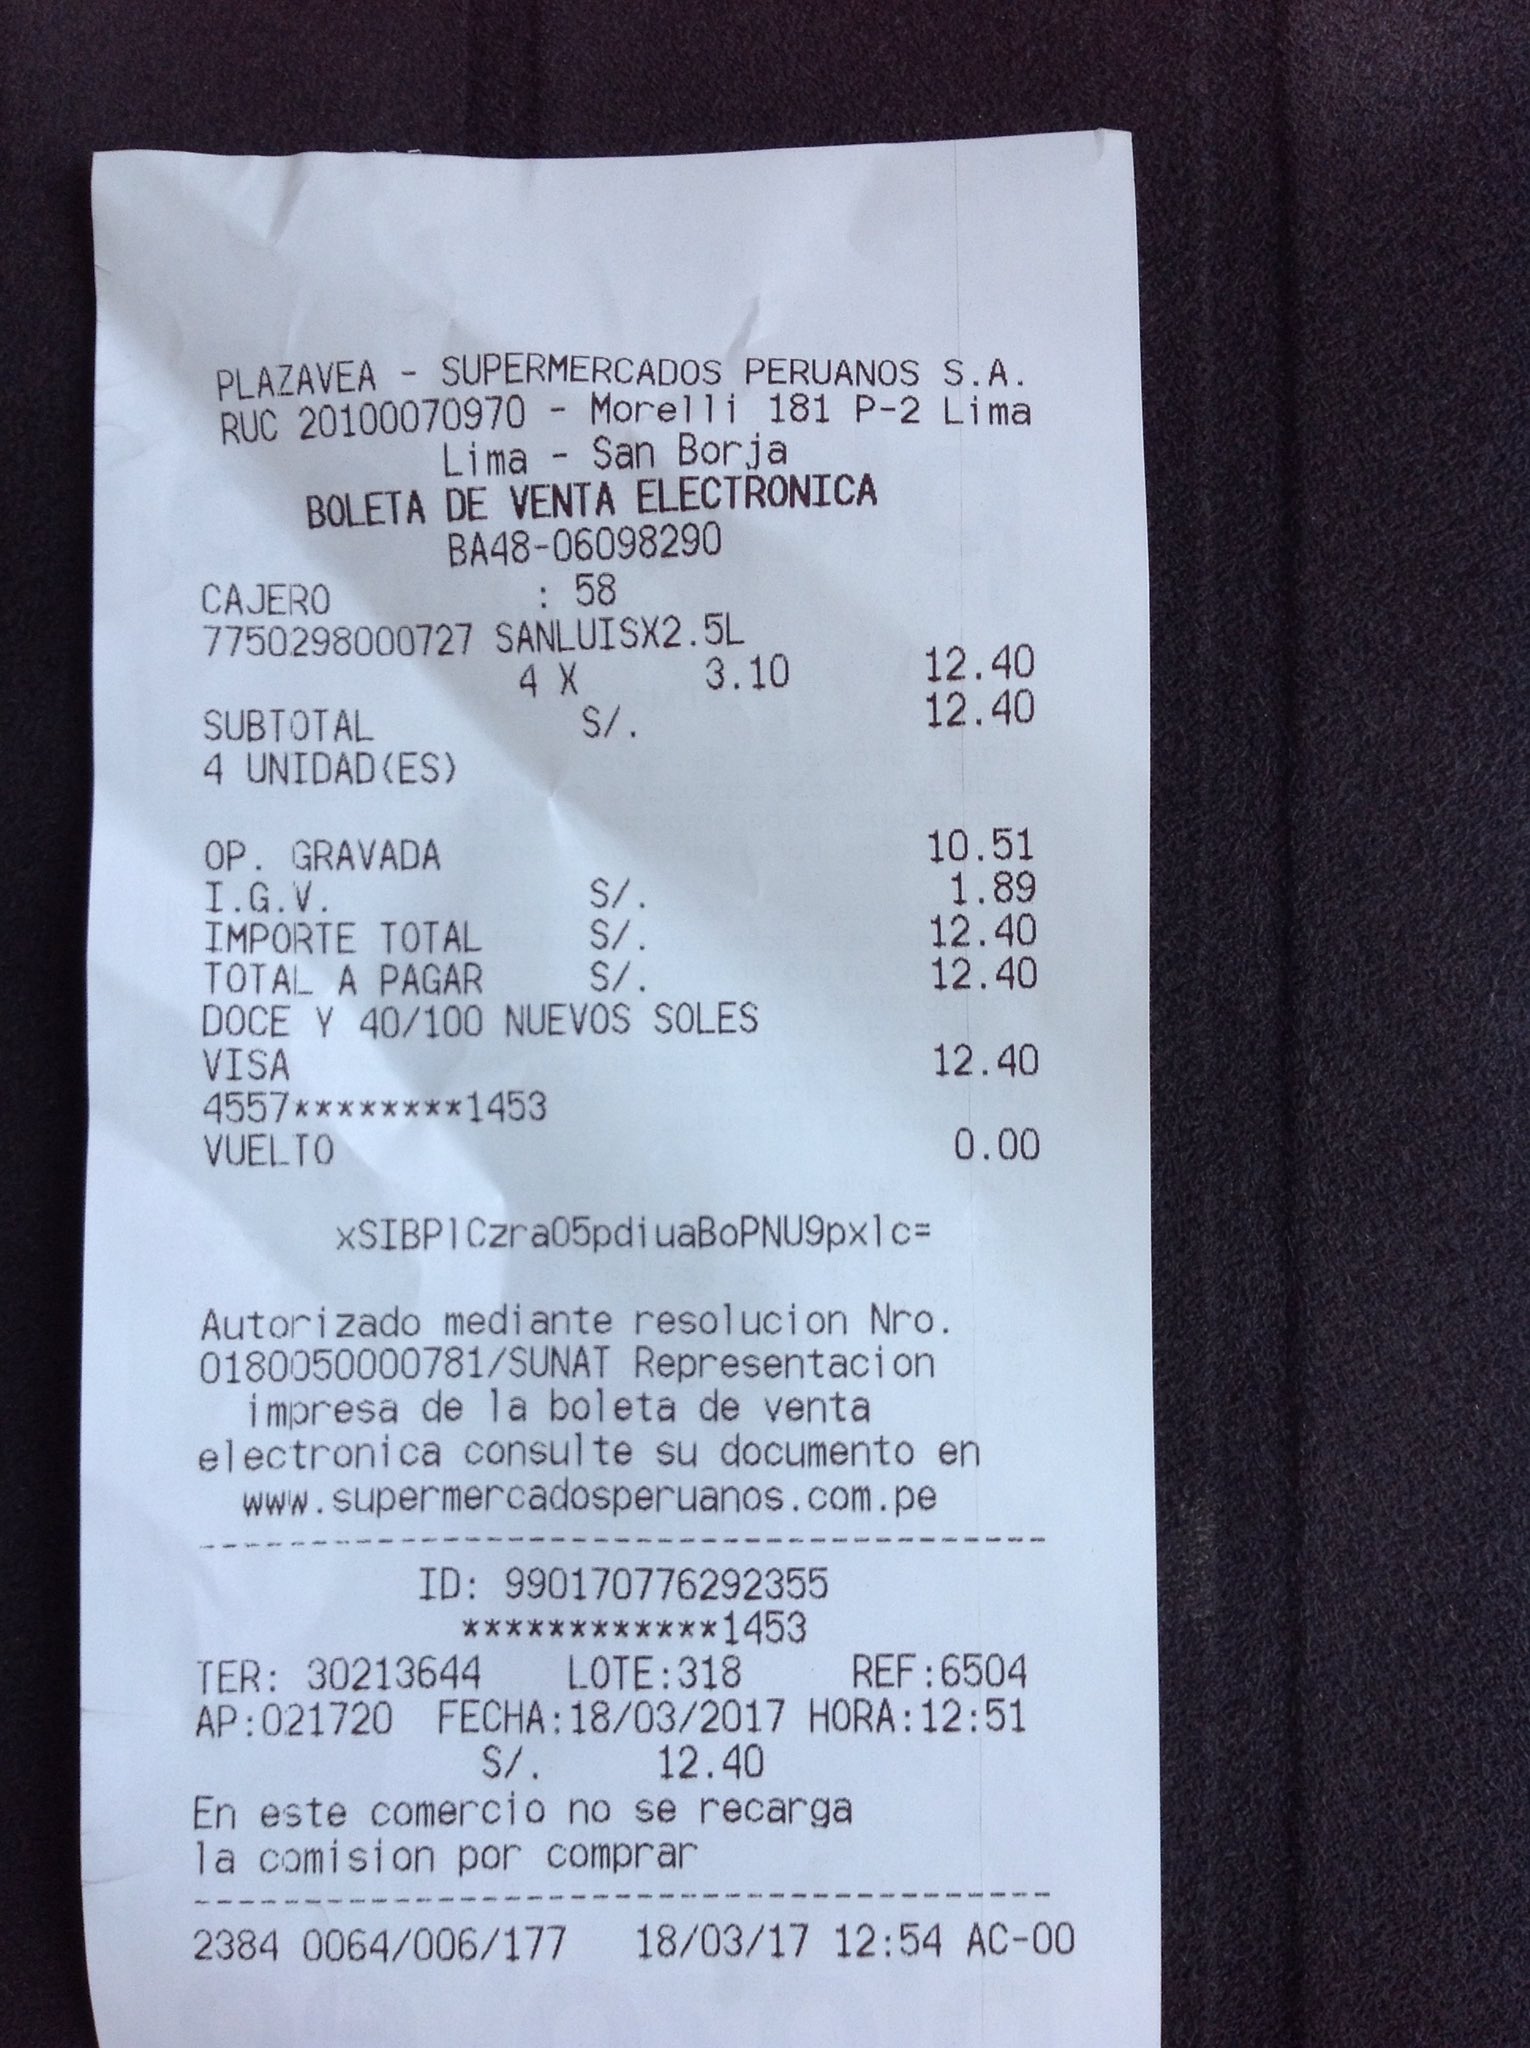 PLAZAVEA - SUPERMERCADOS PERUANOS S.A.
RUC 20100070970 - Morelli 181 P-2 Lima
Lima - San Borja
BOLETA DE VENTA ELECTRONICA
BA48-06098290
CAJERO : 58
7750298000727 SANLUISX2.5L
4 X 3.10 12.40
SUBTOTAL S/. 12.40
4 UNIDAD(ES)
OP. GRAVADA 10.51
I.G.V. S/. 1.89
IMPORTE TOTAL S/. 12.40
TOTAL A PAGAR S/. 12.40
DOCE Y 40/100 NUEVOS SOLES
VISA 12.40
4557********1453
VUELTO 0.00
xSIBPlCzraO5pdiuaBoPNU9pxlc=
Autorizado mediante resolucion Nro.
0180050000781/SUNAT Representacion
impresa de la boleta de venta
electronica consulte su documento en
www.supermercadosperuanos.com.pe
---------------------------------------
ID: 990170776292355
************1453
TER: 30213644 LOTE:318 REF:6504
AP:021720 FECHA:18/03/2017 HORA:12:51
S/. 12.40
En este comercio no se recarga
la comision por comprar
---------------------------------------
2384 0064/006/177 18/03/17 12:54 AC-00